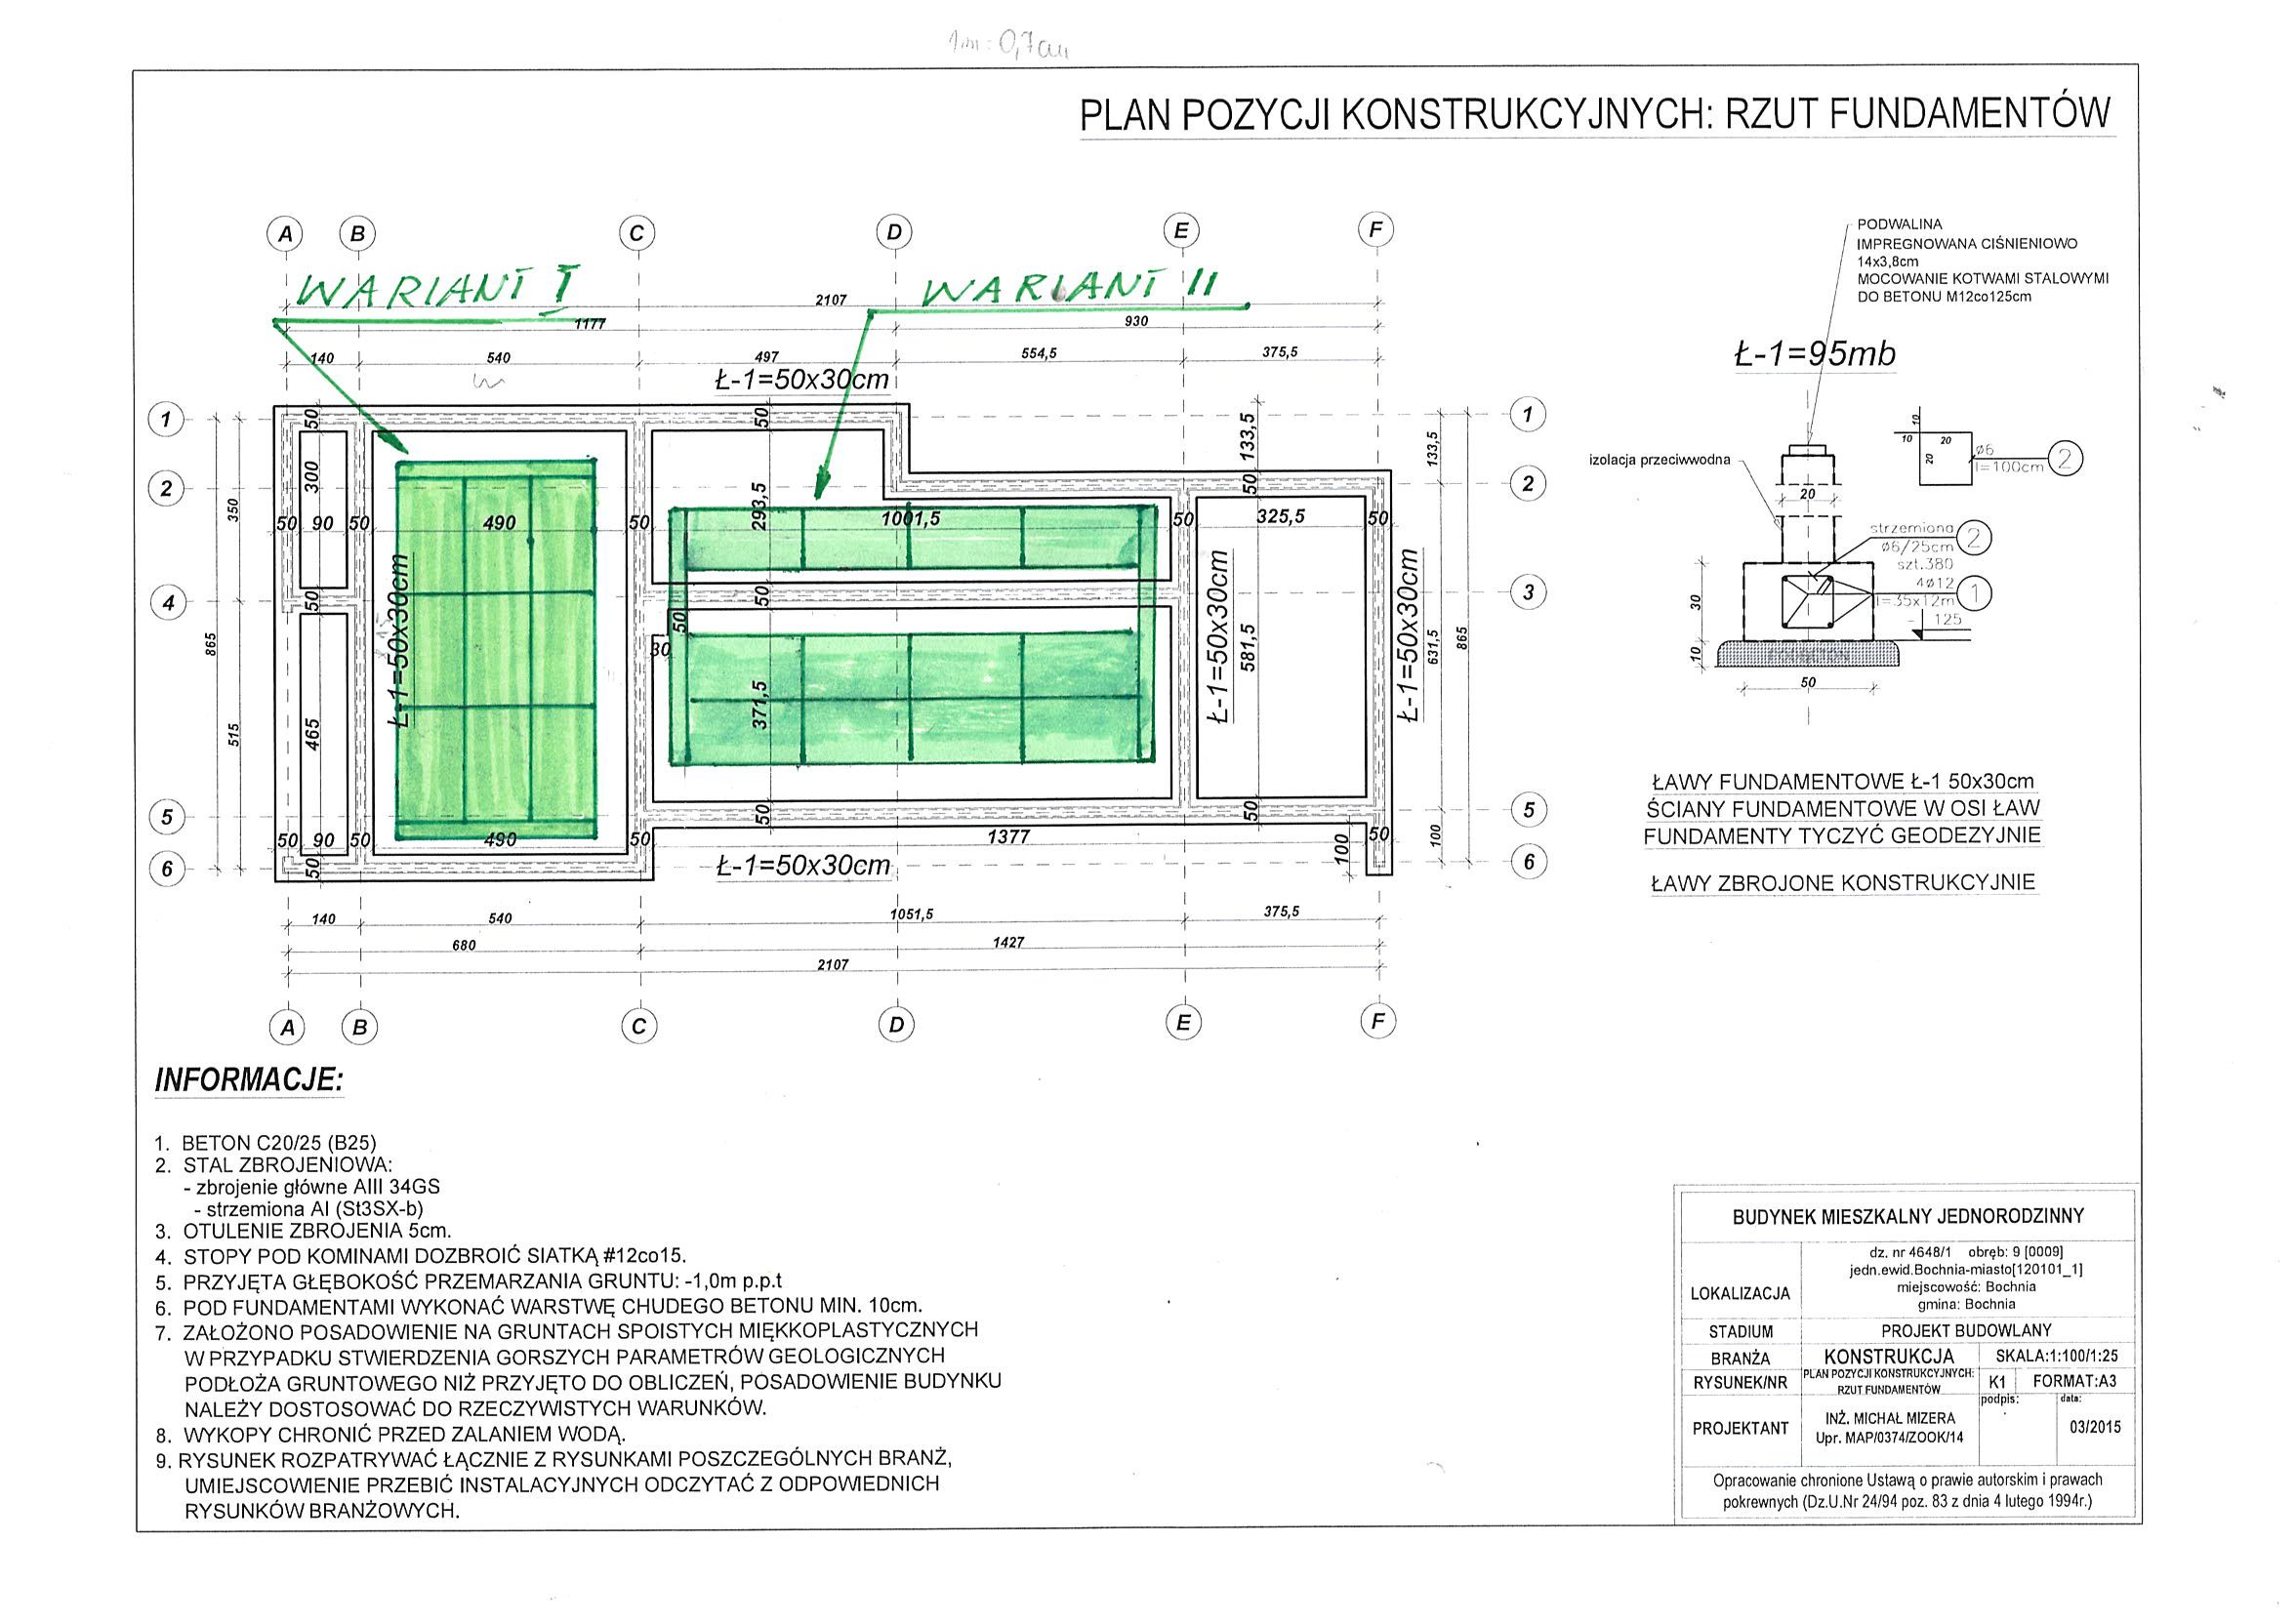 1m = 0,7cm
PLAN POZYCJI KONSTRUKCYJNYCH: RZUT FUNDAMENTÓW
A B C D E F
WARIANT I
WARIANT II
2107
1177 930
140 540 497 554,5 375,5
Ł-1=50x30cm
1 50 50 133,5 133,5 1
2 300 350 293,5 50 2
50 90 50 490 50 1001,5 50 325,5 50
4 50 50 3
Ł-1=50x30cm
50
30
865 581,5 631,5 865
Ł-1=50x30cm
Ł-1=50x30cm
515 465 371,5
5 50 50 5
50 90 50 490 50 1377 100 50 100
6 50 Ł-1=50x30cm 6
140 540 1051,5 375,5
680 1427
2107
A B C D E F
PODWALINA
IMPREGNOWANA CIŚNIENIOWO
14x3,8cm
MOCOWANIE KOTWAMI STALOWYMI
DO BETONU M12co125cm
Ł-1=95mb
izolacja przeciwwodna
10
10 20
20
ø6
l=100cm 2
20
strzemiona 2
ø6/25cm
szt.380
4ø12 1
l=35x12m
125
30
10
50
ŁAWY FUNDAMENTOWE Ł-1 50x30cm
ŚCIANY FUNDAMENTOWE W OSI ŁAW
FUNDAMENTY TYCZYĆ GEODEZYJNIE
ŁAWY ZBROJONE KONSTRUKCYJNIE
INFORMACJE:
1. BETON C20/25 (B25)
2. STAL ZBROJENIOWA:
- zbrojenie główne AIII 34GS
- strzemiona AI (St3SX-b)
3. OTULENIE ZBROJENIA 5cm.
4. STOPY POD KOMINAMI DOZBROIĆ SIATKĄ #12co15.
5. PRZYJĘTA GŁĘBOKOŚĆ PRZEMARZANIA GRUNTU: -1,0m p.p.t
6. POD FUNDAMENTAMI WYKONAĆ WARSTWĘ CHUDEGO BETONU MIN. 10cm.
7. ZAŁOŻONO POSADOWIENIE NA GRUNTACH SPOISTYCH MIĘKKOPLASTYCZNYCH
W PRZYPADKU STWIERDZENIA GORSZYCH PARAMETRÓW GEOLOGICZNYCH
PODŁOŻA GRUNTOWEGO NIŻ PRZYJĘTO DO OBLICZEŃ, POSADOWIENIE BUDYNKU
NALEŻY DOSTOSOWAĆ DO RZECZYWISTYCH WARUNKÓW.
8. WYKOPY CHRONIĆ PRZED ZALANIEM WODĄ.
9. RYSUNEK ROZPATRYWAĆ ŁĄCZNIE Z RYSUNKAMI POSZCZEGÓLNYCH BRANŻ,
UMIEJSCOWIENIE PRZEBIĆ INSTALACYJNYCH ODCZYTAĆ Z ODPOWIEDNICH
RYSUNKÓW BRANŻOWYCH.
BUDYNEK MIESZKALNY JEDNORODZINNY
LOKALIZACJA
dz. nr 4648/1 obręb: 9 [0009]
jedn.ewid.Bochnia-miasto[120101_1]
miejscowość: Bochnia
gmina: Bochnia
STADIUM PROJEKT BUDOWLANY
BRANŻA KONSTRUKCJA SKALA:1:100/1:25
RYSUNEK/NR PLAN POZYCJI KONSTRUKCYJNYCH: RZUT FUNDAMENTÓW K1 FORMAT:A3
PROJEKTANT INŻ. MICHAŁ MIZERA podpis: data:
Upr. MAP/0374/ZOOK/14 03/2015
Opracowanie chronione Ustawą o prawie autorskim i prawach
pokrewnych (Dz.U.Nr 24/94 poz. 83 z dnia 4 lutego 1994r.)